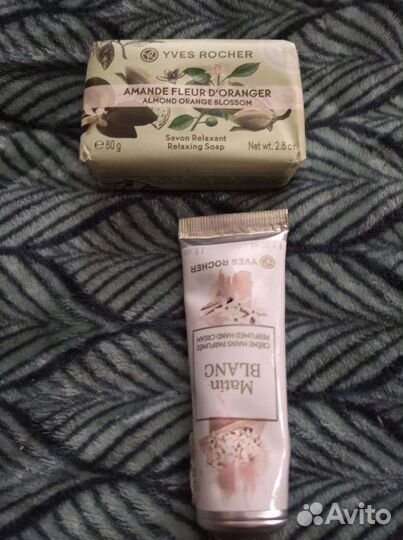 YVES ROCHER
AMANDE FLEUR D'ORANGER
ALMOND ORANGE BLOSSOM
Savon Relaxant
Relaxing Soap
℮ 80 g
Net wt. 2.8 oz
YVES ROCHER
CRÈME MAINS PARFUMÉE
PERFUMED HAND CREAM
Matin
BLANC
Avito